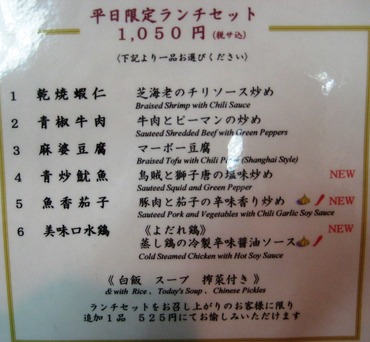 平日限定ランチセット
1,050円(税サ込)
〈下記より一品お選びください〉
1 乾焼蝦仁 芝海老のチリソース炒め
Braised Shrimp with Chili Sauce
2 青椒牛肉 牛肉とピーマンの炒め
Sauteed Shredded Beef with Green Peppers
3 麻婆豆腐 マーボー豆腐
Braised Tofu with Chili (Shanghai Style)
4 青炒魷魚 烏賊と獅子唐の塩味炒め NEW
Sauteed Squid and Green Pepper
5 魚香茄子 豚肉と茄子の辛味香り炒め NEW
Sauteed Pork and Vegetables with Chili Garlic Soy Sauce
6 美味口水鶏 《よだれ鶏》 NEW
蒸し鶏の冷製辛味醤油ソース
Cold Steamed Chicken with Hot Soy Sauce
《白飯 スープ 搾菜付き》
& with Rice、Today's Soup、Chinese Pickles
ランチセットをお召し上がりのお客様に限り
追加1品 525円にてお愉しみいただけます